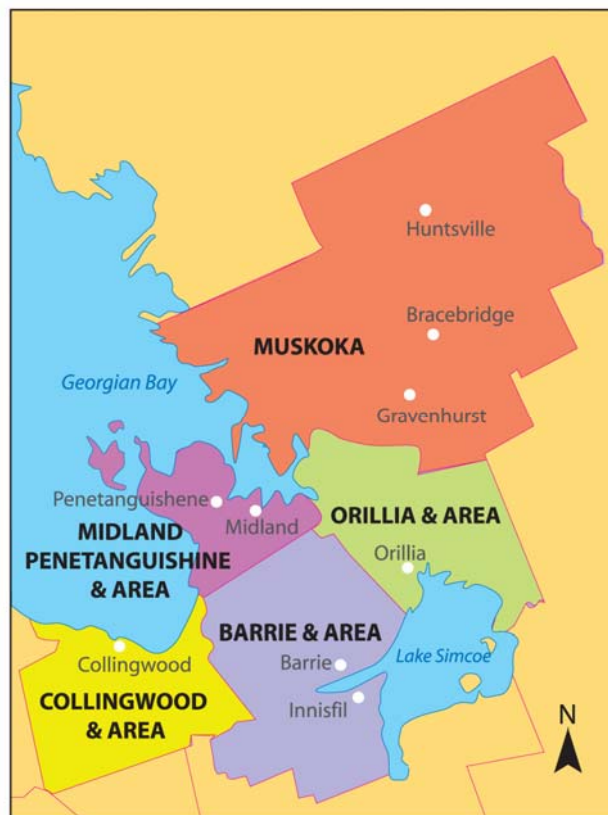 Huntsville
Bracebridge
MUSKOKA
Georgian Bay
Gravenhurst
Penetanguishene
Midland
ORILLIA & AREA
MIDLAND
PENETANGUISHINE
& AREA
Orillia
BARRIE & AREA
Collingwood
Barrie
Lake Simcoe
COLLINGWOOD
& AREA
Innisfil
N